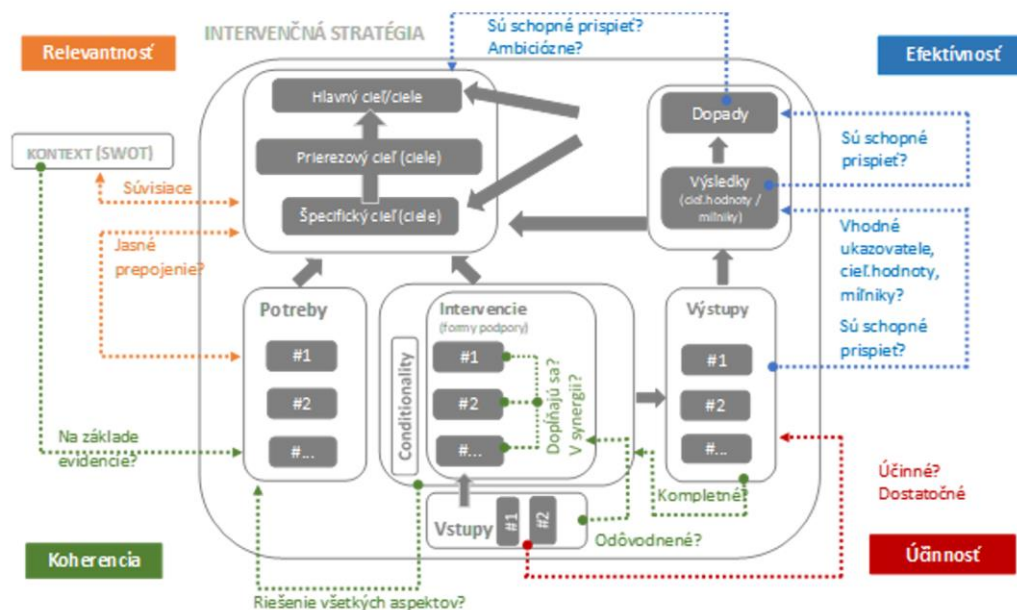 INTERVENČNÁ STRATÉGIA
Sú schopné prispieť?
Ambiciózne?
Relevantnosť
Efektívnosť
Hlavný cieľ/ciele
Dopady
KONTEXT (SWOT)
Prierezový cieľ (ciele)
Sú schopné
prispieť?
Súvisiace
Výsledky
(cieľ.hodnoty /
míľniky)
Špecifický cieľ (ciele)
Jasné
prepojenie?
Vhodné
ukazovatele,
cieľ.hodnoty,
míľniky?
Potreby
Intervencie
(formy podpory)
Výstupy
Sú schopné
prispieť?
#1
#2
#...
Conditionality
#1
#2
#...
Dopĺňajú sa?
V synergii?
#1
#2
#...
Na základe
evidencie?
Účinné?
Dostatočné
Kompletné?
Vstupy
#1
#2
Odôvodnené?
Koherencia
Účinnosť
Riešenie všetkých aspektov?